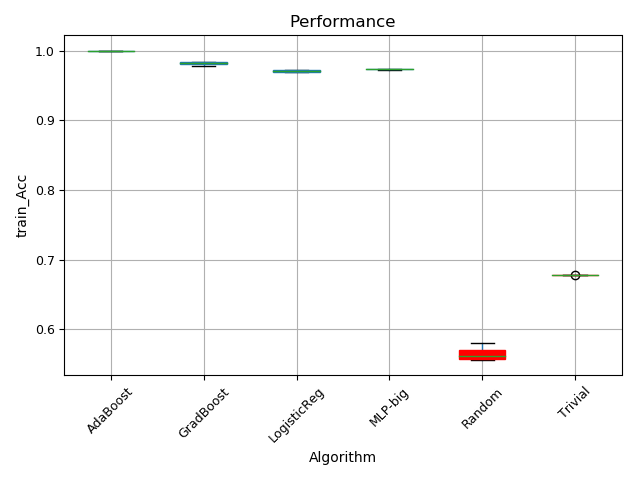 Performance
train_Acc
1.0
0.9
0.8
0.7
0.6
AdaBoost
GradBoost
LogisticReg
MLP-big
Random
Trivial
Algorithm